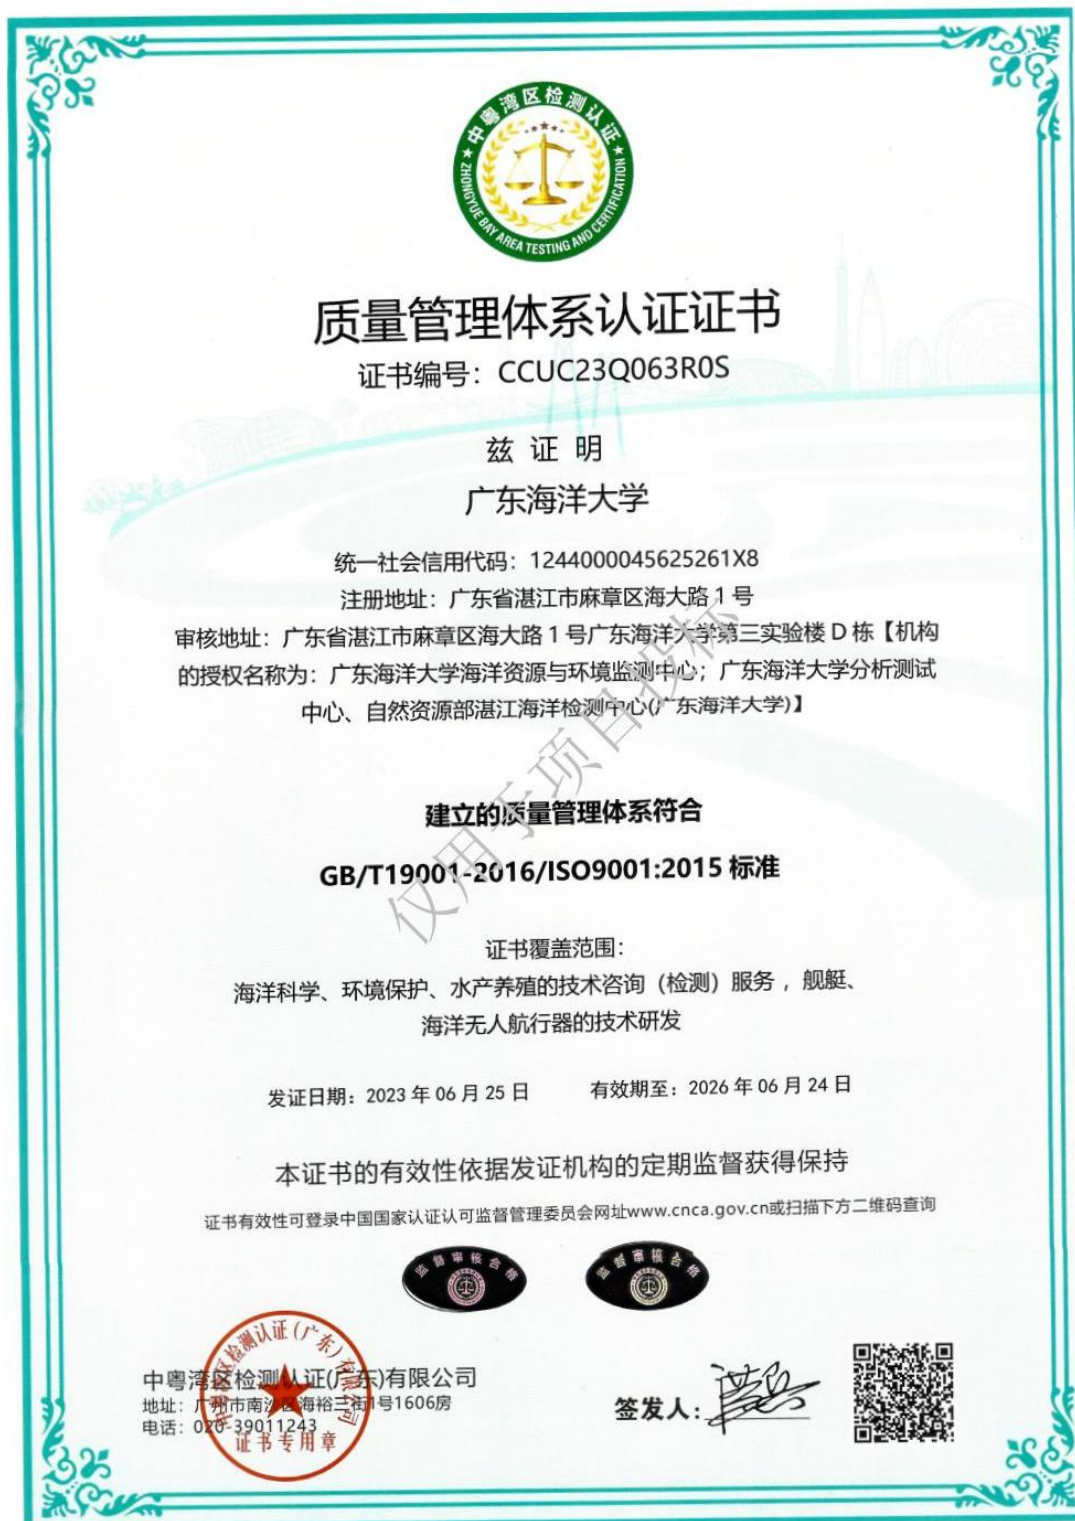 中粤湾区检测认证
ZHONGYUE BAY AREA TESTING AND CERTIFICATION
质量管理体系认证证书
证书编号：CCUC23Q063R0S
兹 证 明
广东海洋大学
统一社会信用代码：1244000045625261X8
注册地址：广东省湛江市麻章区海大路 1 号
审核地址：广东省湛江市麻章区海大路 1 号广东海洋大学第三实验楼 D 栋【机构
的授权名称为：广东海洋大学海洋资源与环境监测中心；广东海洋大学分析测试
中心、自然资源部湛江海洋检测中心(广东海洋大学)】
仅用于项目投标
建立的质量管理体系符合
GB/T19001-2016/ISO9001:2015 标准
证书覆盖范围：
海洋科学、环境保护、水产养殖的技术咨询（检测）服务 ，舰艇、
海洋无人航行器的技术研发
发证日期：2023 年 06 月 25 日 有效期至：2026 年 06 月 24 日
本证书的有效性依据发证机构的定期监督获得保持
证书有效性可登录中国国家认证认可监督管理委员会网址www.cnca.gov.cn或扫描下方二维码查询
监督审核合格 监督审核合格
中粤湾区检测认证(广东)有限公司
地址：广州市南沙区海裕三街1号1606房
电话：020-39011243
中粤湾区检测认证(广东)有限公司
证书专用章
签发人：